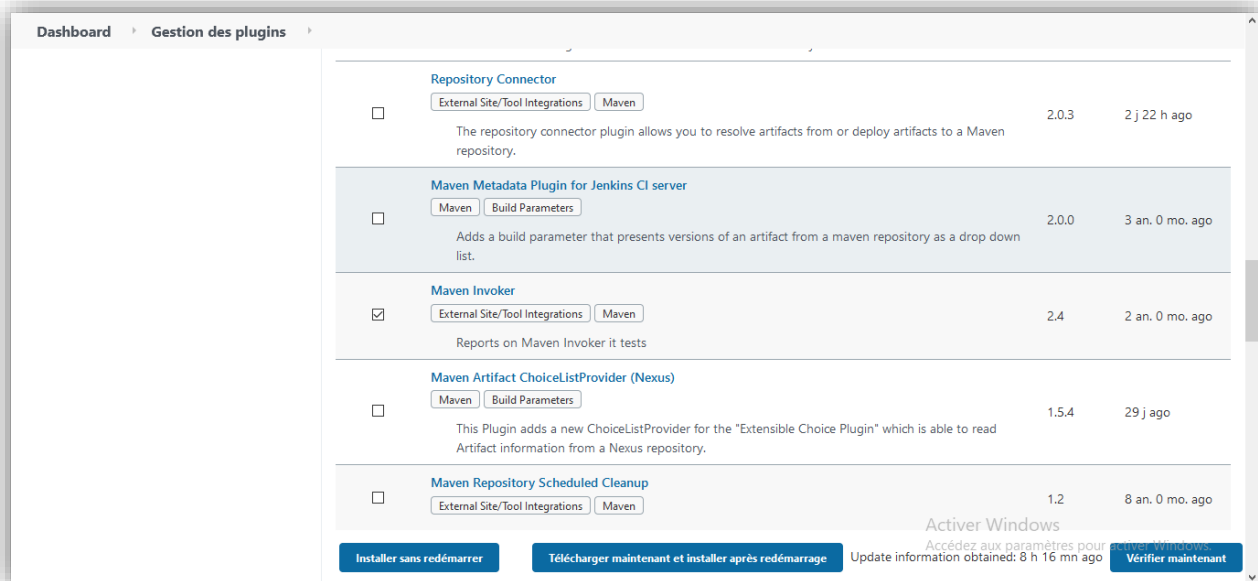 Dashboard
Gestion des plugins
Repository Connector
External Site/Tool Integrations
Maven
The repository connector plugin allows you to resolve artifacts from or deploy artifacts to a Maven
repository.
2.0.3
2 j 22 h ago
Maven Metadata Plugin for Jenkins CI server
Maven
Build Parameters
Adds a build parameter that presents versions of an artifact from a maven repository as a drop down
list.
2.0.0
3 an. 0 mo. ago
Maven Invoker
External Site/Tool Integrations
Maven
Reports on Maven Invoker it tests
2.4
2 an. 0 mo. ago
Maven Artifact ChoiceListProvider (Nexus)
Maven
Build Parameters
This Plugin adds a new ChoiceListProvider for the "Extensible Choice Plugin" which is able to read
Artifact information from a Nexus repository.
1.5.4
29 j ago
Maven Repository Scheduled Cleanup
External Site/Tool Integrations
Maven
1.2
8 an. 0 mo. ago
Activer Windows
Accédez aux paramètres pour activer Windows.
Installer sans redémarrer
Télécharger maintenant et installer après redémarrage
Update information obtained: 8 h 16 mn ago
Vérifier maintenant